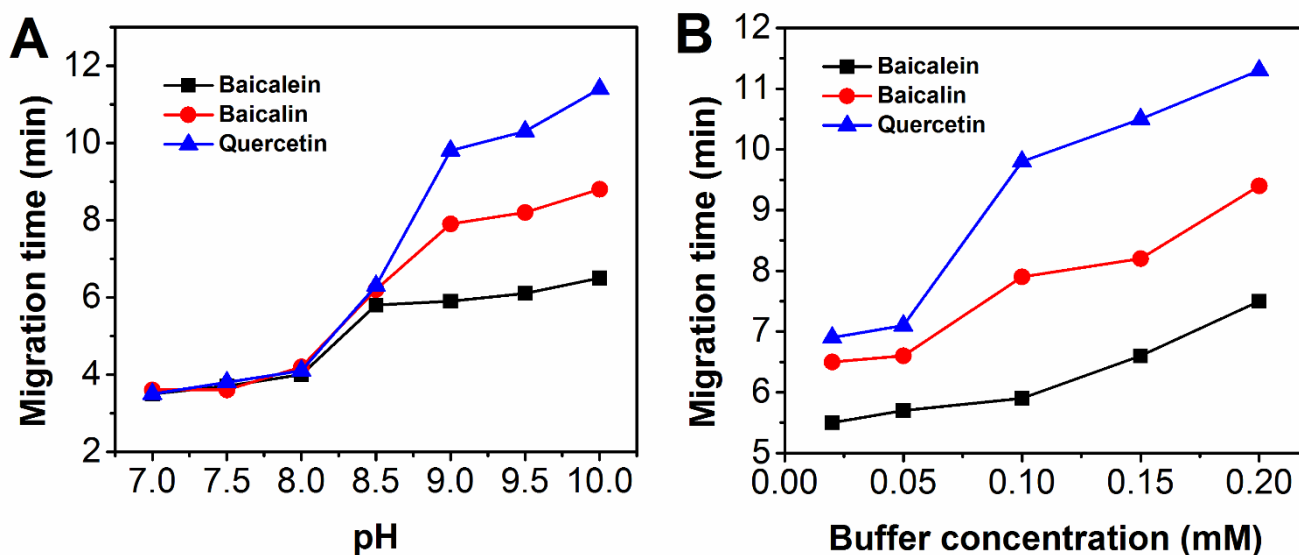 A
Migration time (min)
12
10
8
6
4
2
Baicalein
Baicalin
Quercetin
7.0 7.5 8.0 8.5 9.0 9.5 10.0
pH
B
Migration time (min)
12
11
10
9
8
7
6
5
Baicalein
Baicalin
Quercetin
0.00 0.05 0.10 0.15 0.20
Buffer concentration (mM)